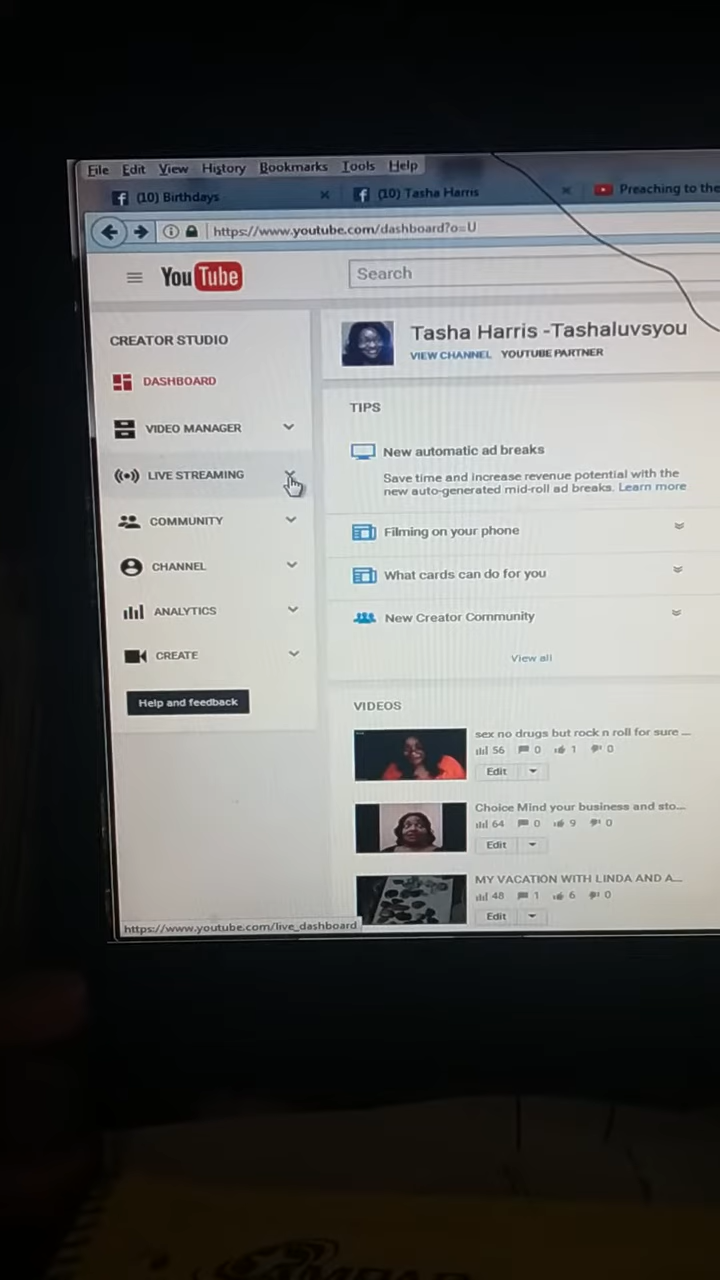 File Edit View History Bookmarks Tools Help
(10) Birthdays
(10) Tasha Harris
Preaching to the
https://www.youtube.com/dashboard?o=U
YouTube
Search
CREATOR STUDIO
DASHBOARD
VIDEO MANAGER
LIVE STREAMING
COMMUNITY
CHANNEL
ANALYTICS
CREATE
Help and feedback
Tasha Harris -Tashaluvsyou
VIEW CHANNEL YOUTUBE PARTNER
TIPS
New automatic ad breaks
Save time and increase revenue potential with the
new auto-generated mid-roll ad breaks. Learn more
Filming on your phone
What cards can do for you
New Creator Community
View all
VIDEOS
sex no drugs but rock n roll for sure ...
56 0 1 0
Edit
Choice Mind your business and sto...
64 0 9 0
Edit
MY VACATION WITH LINDA AND A...
48 1 6 0
Edit
https://www.youtube.com/live_dashboard